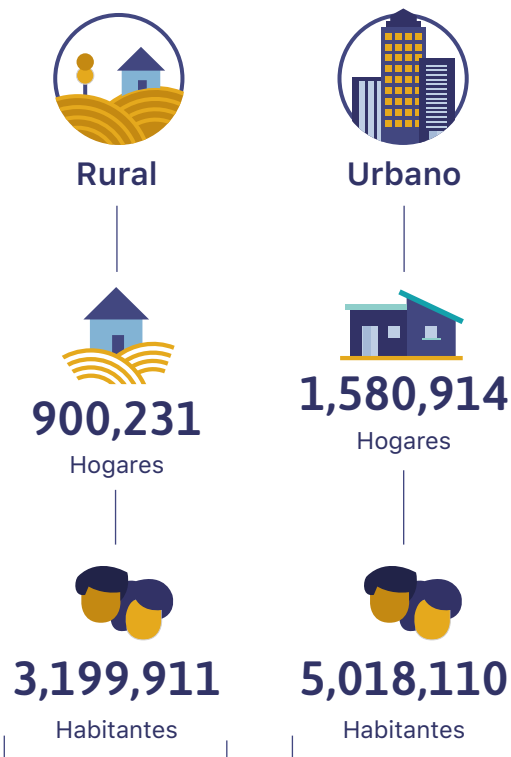 Rural
900,231
Hogares
3,199,911
Habitantes
Urbano
1,580,914
Hogares
5,018,110
Habitantes